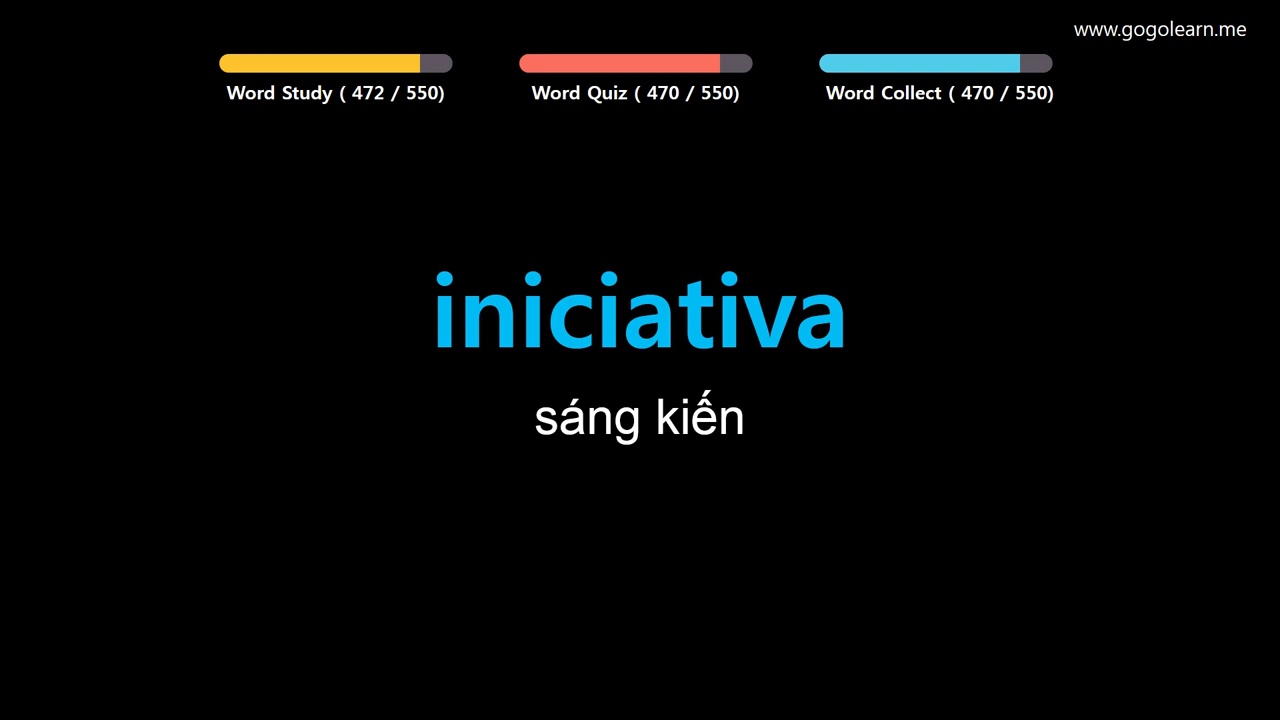 www.gogolearn.me
Word Study ( 472 / 550)
Word Quiz ( 470 / 550)
Word Collect ( 470 / 550)
iniciativa
sáng kiến